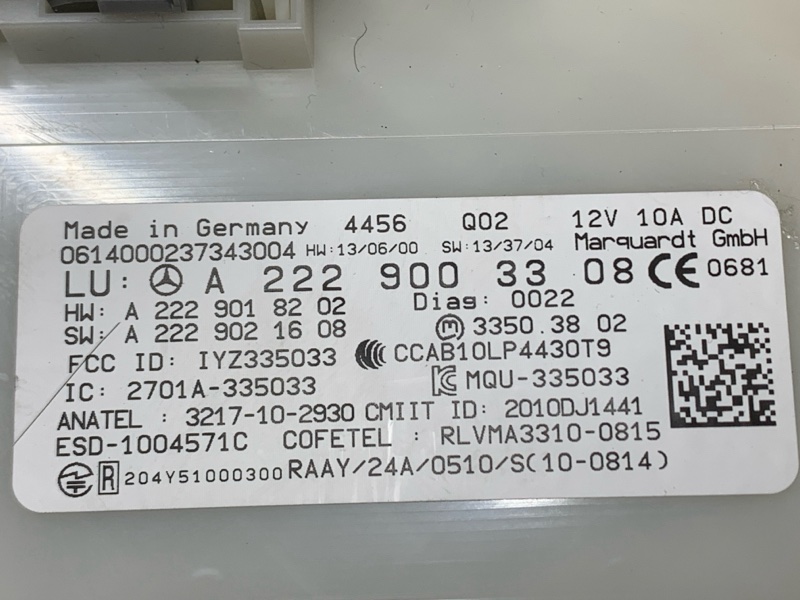 Made in Germany 4456 Q02 12V 10A DC
0614000237343004 HW:13/06/00 SW:13/37/04 Marquardt GmbH
LU: A 222 900 33 08 CE 0681
HW: A 222 901 82 02 Diag: 0022
SW: A 222 902 16 08 m 3350.38 02
FCC ID: IYZ335033 CCAB10LP4430T9
IC: 2701A-335033 MQU-335033
ANATEL : 3217-10-2930 CMIIT ID: 2010DJ1441
ESD-1004571C COFETEL : RLVMA3310-0815
R 204Y51000300 RAAY/24A/0510/S(10-0814)